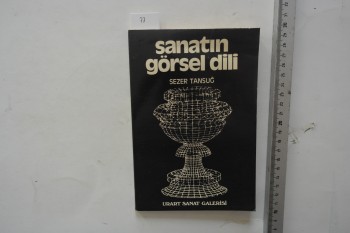 sanatın
görsel dili
SEZER TANSUĞ
URART SANAT GALERİSİ